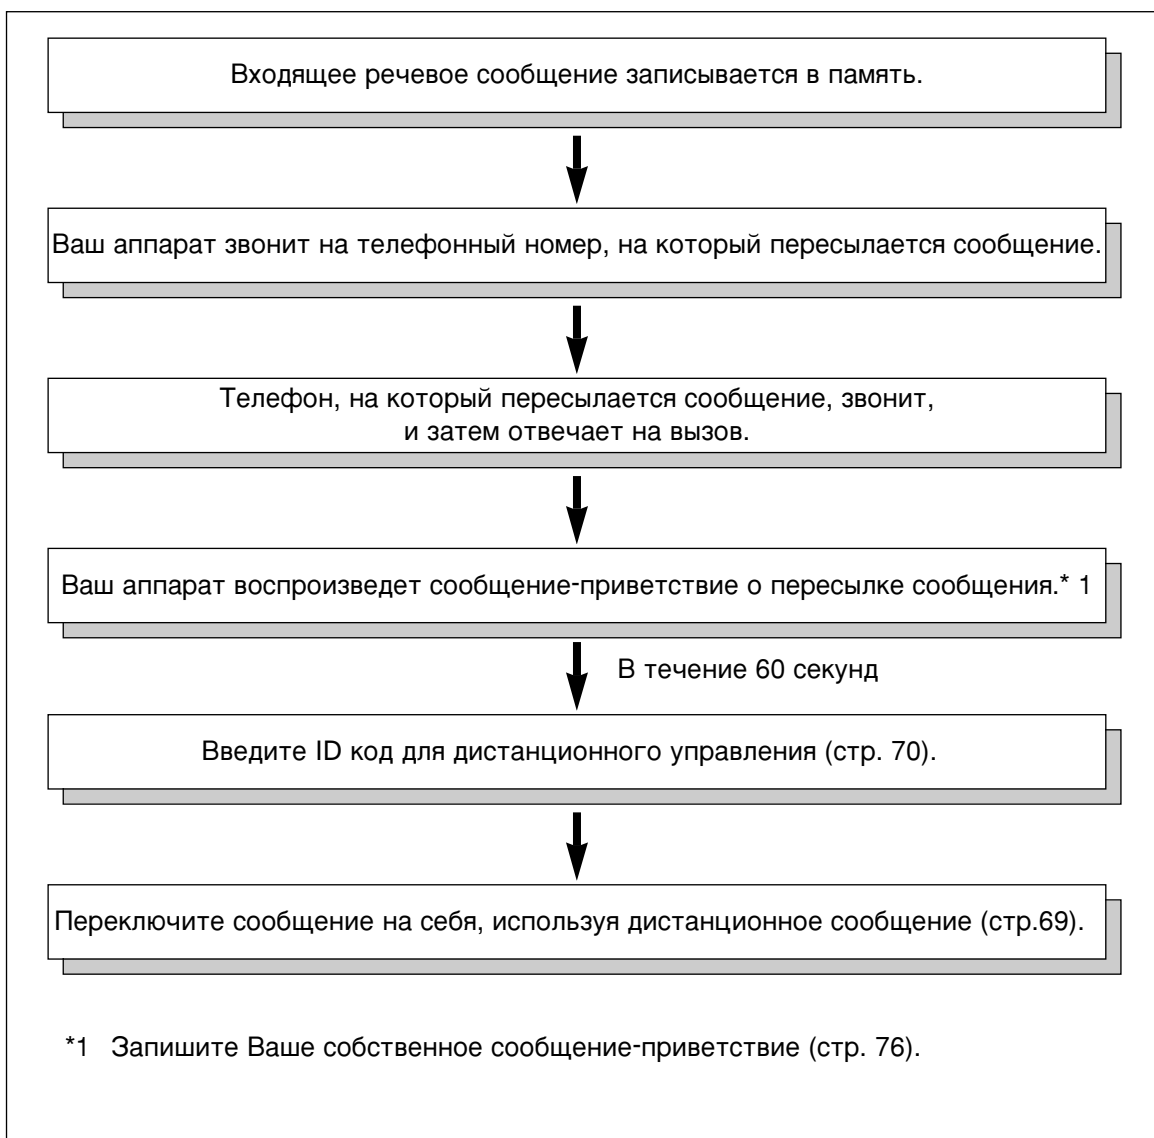 Входящее речевое сообщение записывается в память.
Ваш аппарат звонит на телефонный номер, на который пересылается сообщение.
Телефон, на который пересылается сообщение, звонит,
и затем отвечает на вызов.
Ваш аппарат воспроизведет сообщение-приветствие о пересылке сообщения.* 1
В течение 60 секунд
Введите ID код для дистанционного управления (стр. 70).
Переключите сообщение на себя, используя дистанционное сообщение (стр.69).
*1 Запишите Ваше собственное сообщение-приветствие (стр. 76).